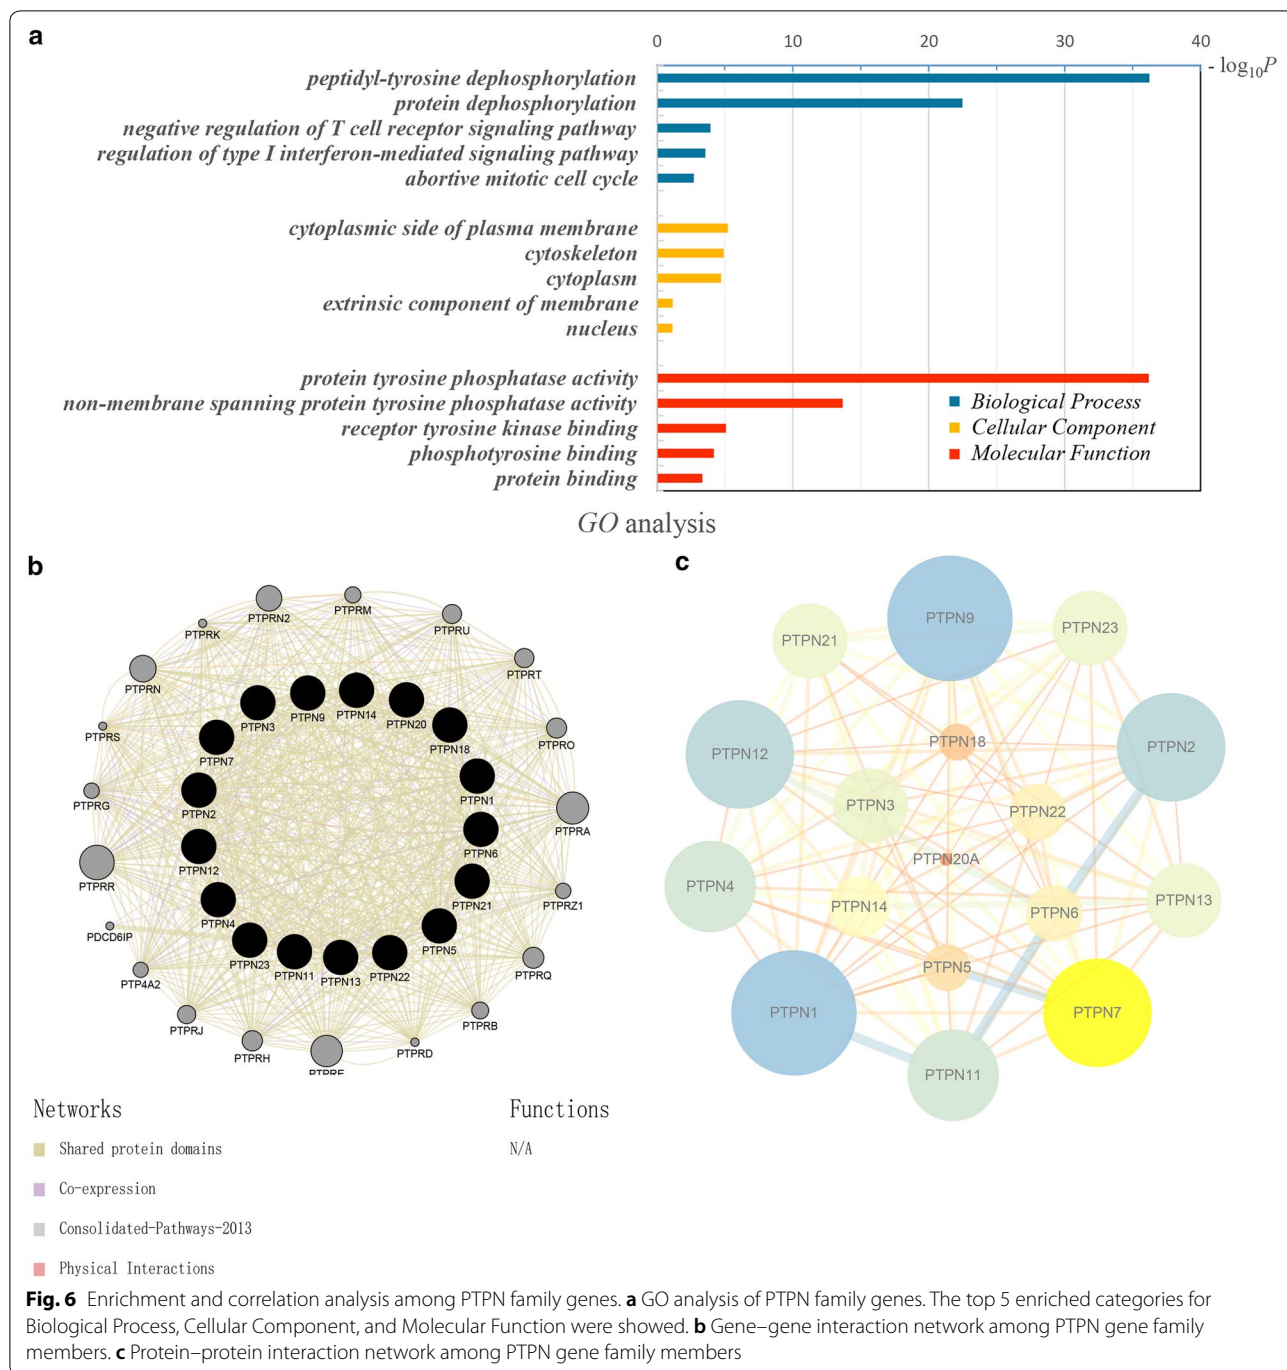 a
0 10 20 30 40
- log10P
peptidyl-tyrosine dephosphorylation
protein dephosphorylation
negative regulation of T cell receptor signaling pathway
regulation of type I interferon-mediated signaling pathway
abortive mitotic cell cycle
cytoplasmic side of plasma membrane
cytoskeleton
cytoplasm
extrinsic component of membrane
nucleus
protein tyrosine phosphatase activity
non-membrane spanning protein tyrosine phosphatase activity
receptor tyrosine kinase binding
phosphotyrosine binding
protein binding
Biological Process
Cellular Component
Molecular Function
GO analysis
b
PTPRN2
PTPRM
PTPRU
PTPRK
PTPRT
PTPRN
PTPN9
PTPN14
PTPN3
PTPN20
PTPRS
PTPN18
PTPRO
PTPN7
PTPRG
PTPN2
PTPN1
PTPRA
PTPN6
PTPN12
PTPRR
PTPRZ1
PTPN21
PTPN4
PDCD6IP
PTPN5
PTPN23
PTPN11
PTPN13
PTPN22
PTPRQ
PTP4A2
PTPRJ
PTPRB
PTPRH
PTPRD
PTPRE
c
PTPN9
PTPN21
PTPN23
PTPN12
PTPN18
PTPN2
PTPN3
PTPN22
PTPN20A
PTPN4
PTPN14
PTPN6
PTPN13
PTPN5
PTPN1
PTPN7
PTPN11
Networks
Shared protein domains
Co-expression
Consolidated-Pathways-2013
Physical Interactions
Functions
N/A
Fig. 6 Enrichment and correlation analysis among PTPN family genes. a GO analysis of PTPN family genes. The top 5 enriched categories for
Biological Process, Cellular Component, and Molecular Function were showed. b Gene–gene interaction network among PTPN gene family
members. c Protein–protein interaction network among PTPN gene family members